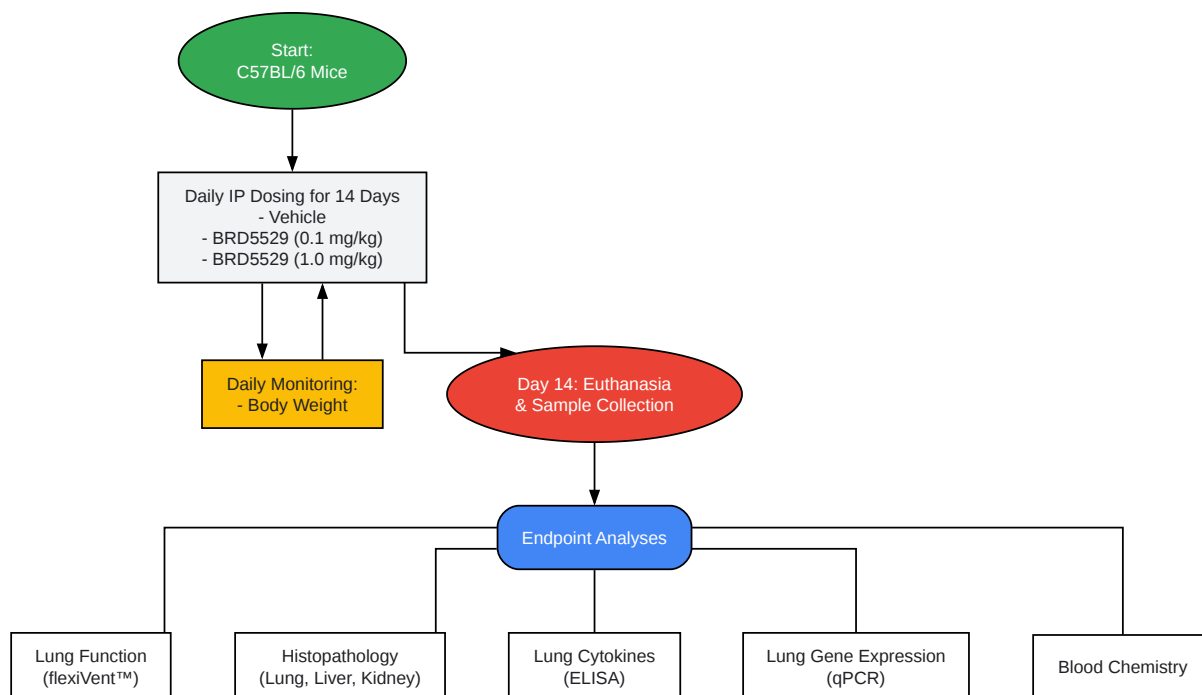 Start:
C57BL/6 Mice
Daily IP Dosing for 14 Days
- Vehicle
- BRD5529 (0.1 mg/kg)
- BRD5529 (1.0 mg/kg)
Daily Monitoring:
- Body Weight
Day 14: Euthanasia
& Sample Collection
Endpoint Analyses
Lung Function
(flexiVent™)
Histopathology
(Lung, Liver, Kidney)
Lung Cytokines
(ELISA)
Lung Gene Expression
(qPCR)
Blood Chemistry